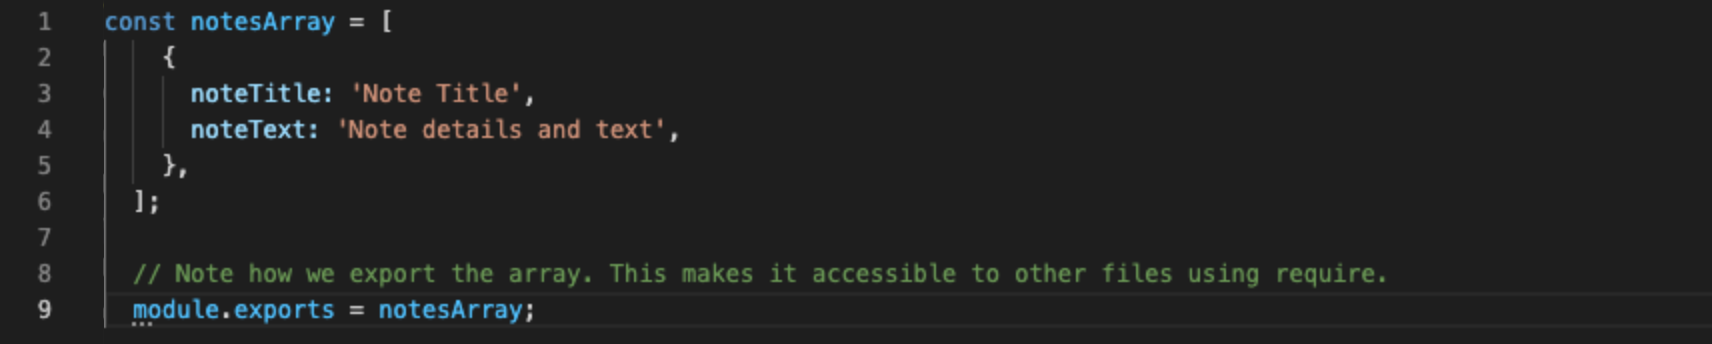 1 const notesArray = [
2 {
3 noteTitle: 'Note Title',
4 noteText: 'Note details and text',
5 },
6 ];
7
8 // Note how we export the array. This makes it accessible to other files using require.
9 module.exports = notesArray;